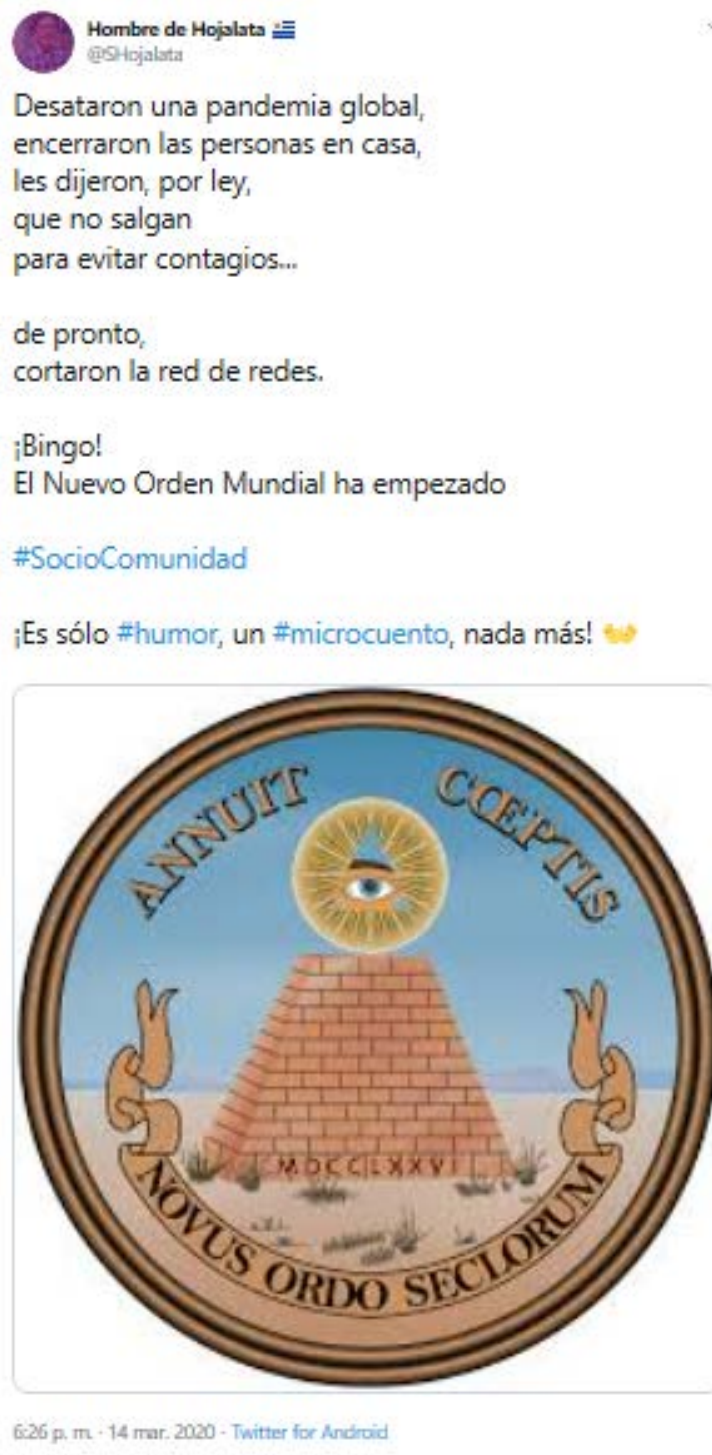 Hombre de Hojalata
@SHojalata
Desataron una pandemia global,
encerraron las personas en casa,
les dijeron, por ley,
que no salgan
para evitar contagios...
de pronto,
cortaron la red de redes.
¡Bingo!
El Nuevo Orden Mundial ha empezado
#SocioComunidad
¡Es sólo #humor, un #microcuento, nada más!
ANNUIT CŒPTIS
MDCCLXXVI
NOVUS ORDO SECLORUM
6:26 p. m. · 14 mar. 2020 · Twitter for Android